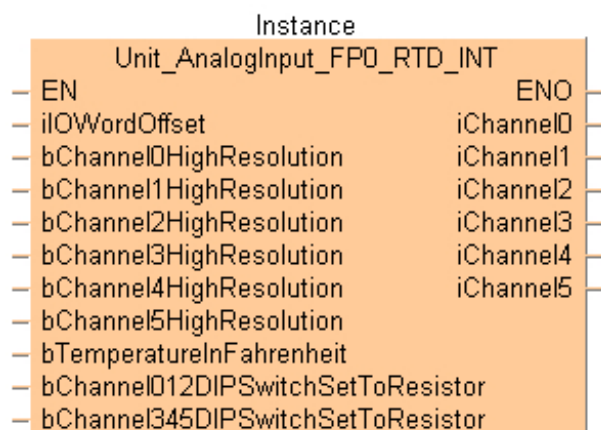 Instance
Unit_AnalogInput_FP0_RTD_INT
EN ENO
iIOWordOffset iChannel0
bChannel0HighResolution iChannel1
bChannel1HighResolution iChannel2
bChannel2HighResolution iChannel3
bChannel3HighResolution iChannel4
bChannel4HighResolution iChannel5
bChannel5HighResolution
bTemperatureInFahrenheit
bChannel012DIPSwitchSetToResistor
bChannel345DIPSwitchSetToResistor